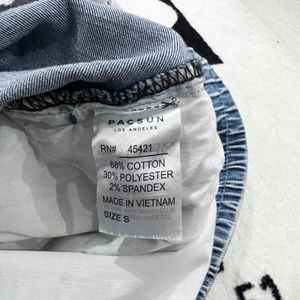 PACSUN
LOS ANGELES
RN# 45421
68% COTTON
30% POLYESTER
2% SPANDEX
MADE IN VIETNAM
SIZE S